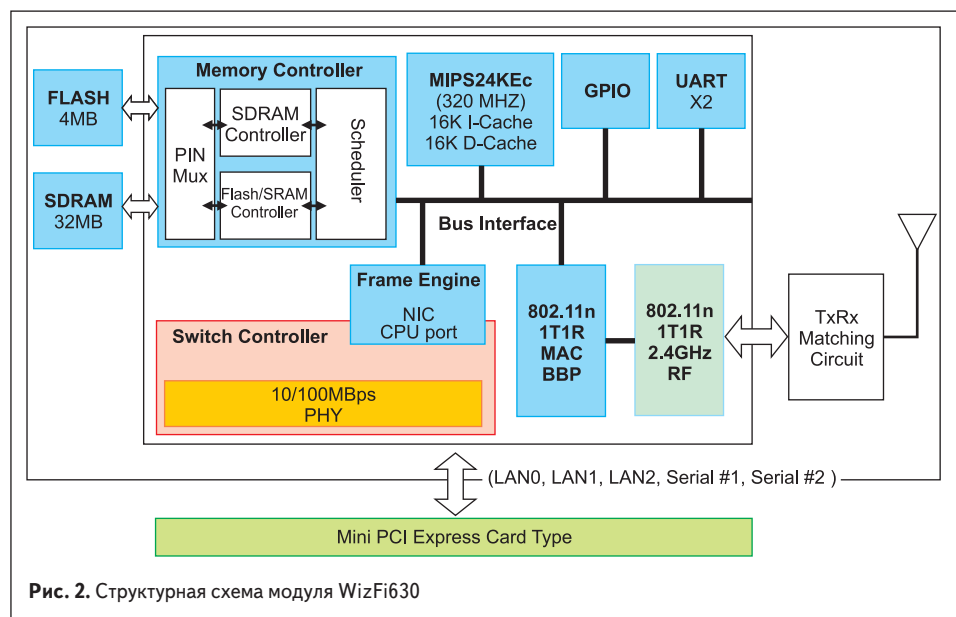 Memory Controller
FLASH
4MB
SDRAM
32MB
PIN
Mux
SDRAM
Controller
Flash/SRAM
Controller
Scheduler
MIPS24KEc
(320 MHZ)
16K I-Cache
16K D-Cache
GPIO
UART
X2
Bus Interface
Frame Engine
NIC
CPU port
Switch Controller
10/100MBps
PHY
802.11n
1T1R
MAC
BBP
802.11n
1T1R
2.4GHz
RF
TxRx
Matching
Circuit
(LAN0, LAN1, LAN2, Serial #1, Serial #2 )
Mini PCI Express Card Type
Рис. 2. Структурная схема модуля WizFi630